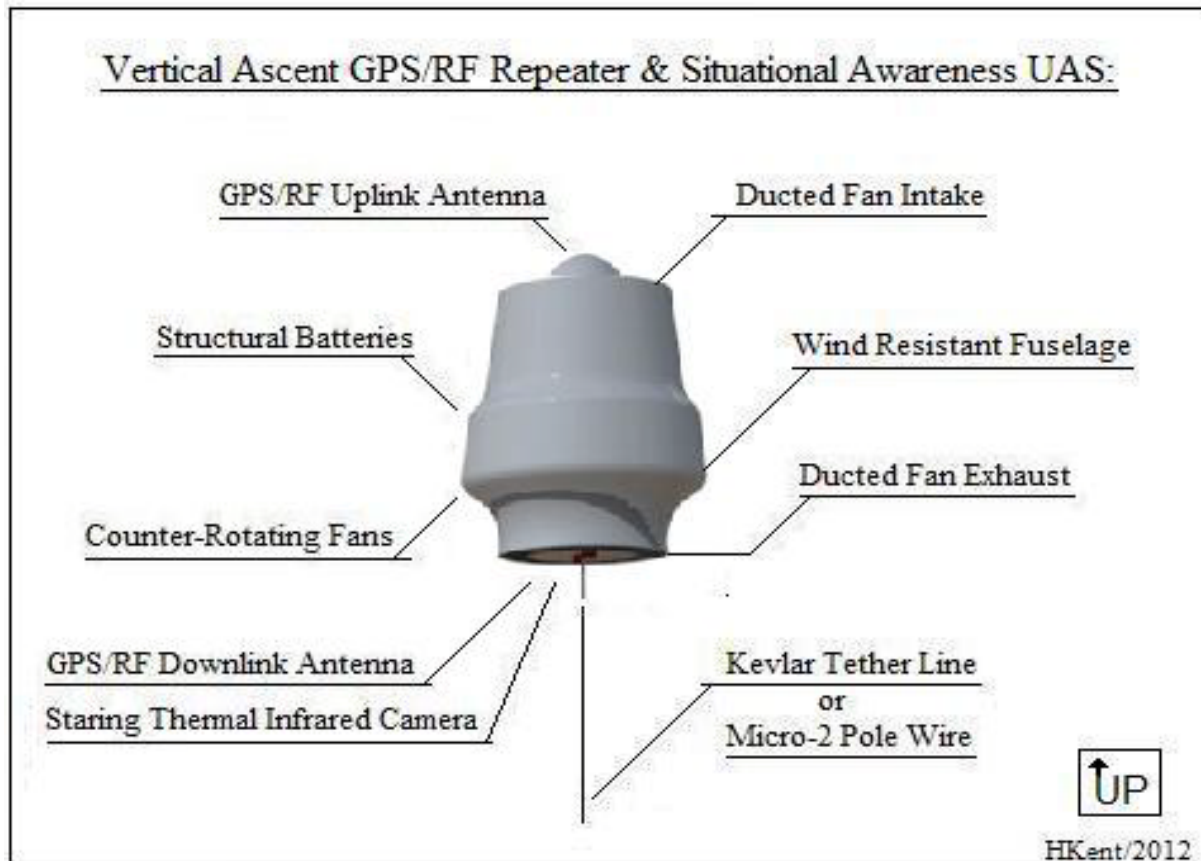 Vertical Ascent GPS/RF Repeater & Situational Awareness UAS:
GPS/RF Uplink Antenna
Ducted Fan Intake
Structural Batteries
Wind Resistant Fuselage
Ducted Fan Exhaust
Counter-Rotating Fans
GPS/RF Downlink Antenna
Staring Thermal Infrared Camera
Kevlar Tether Line
or
Micro-2 Pole Wire
UP
HKent/2012